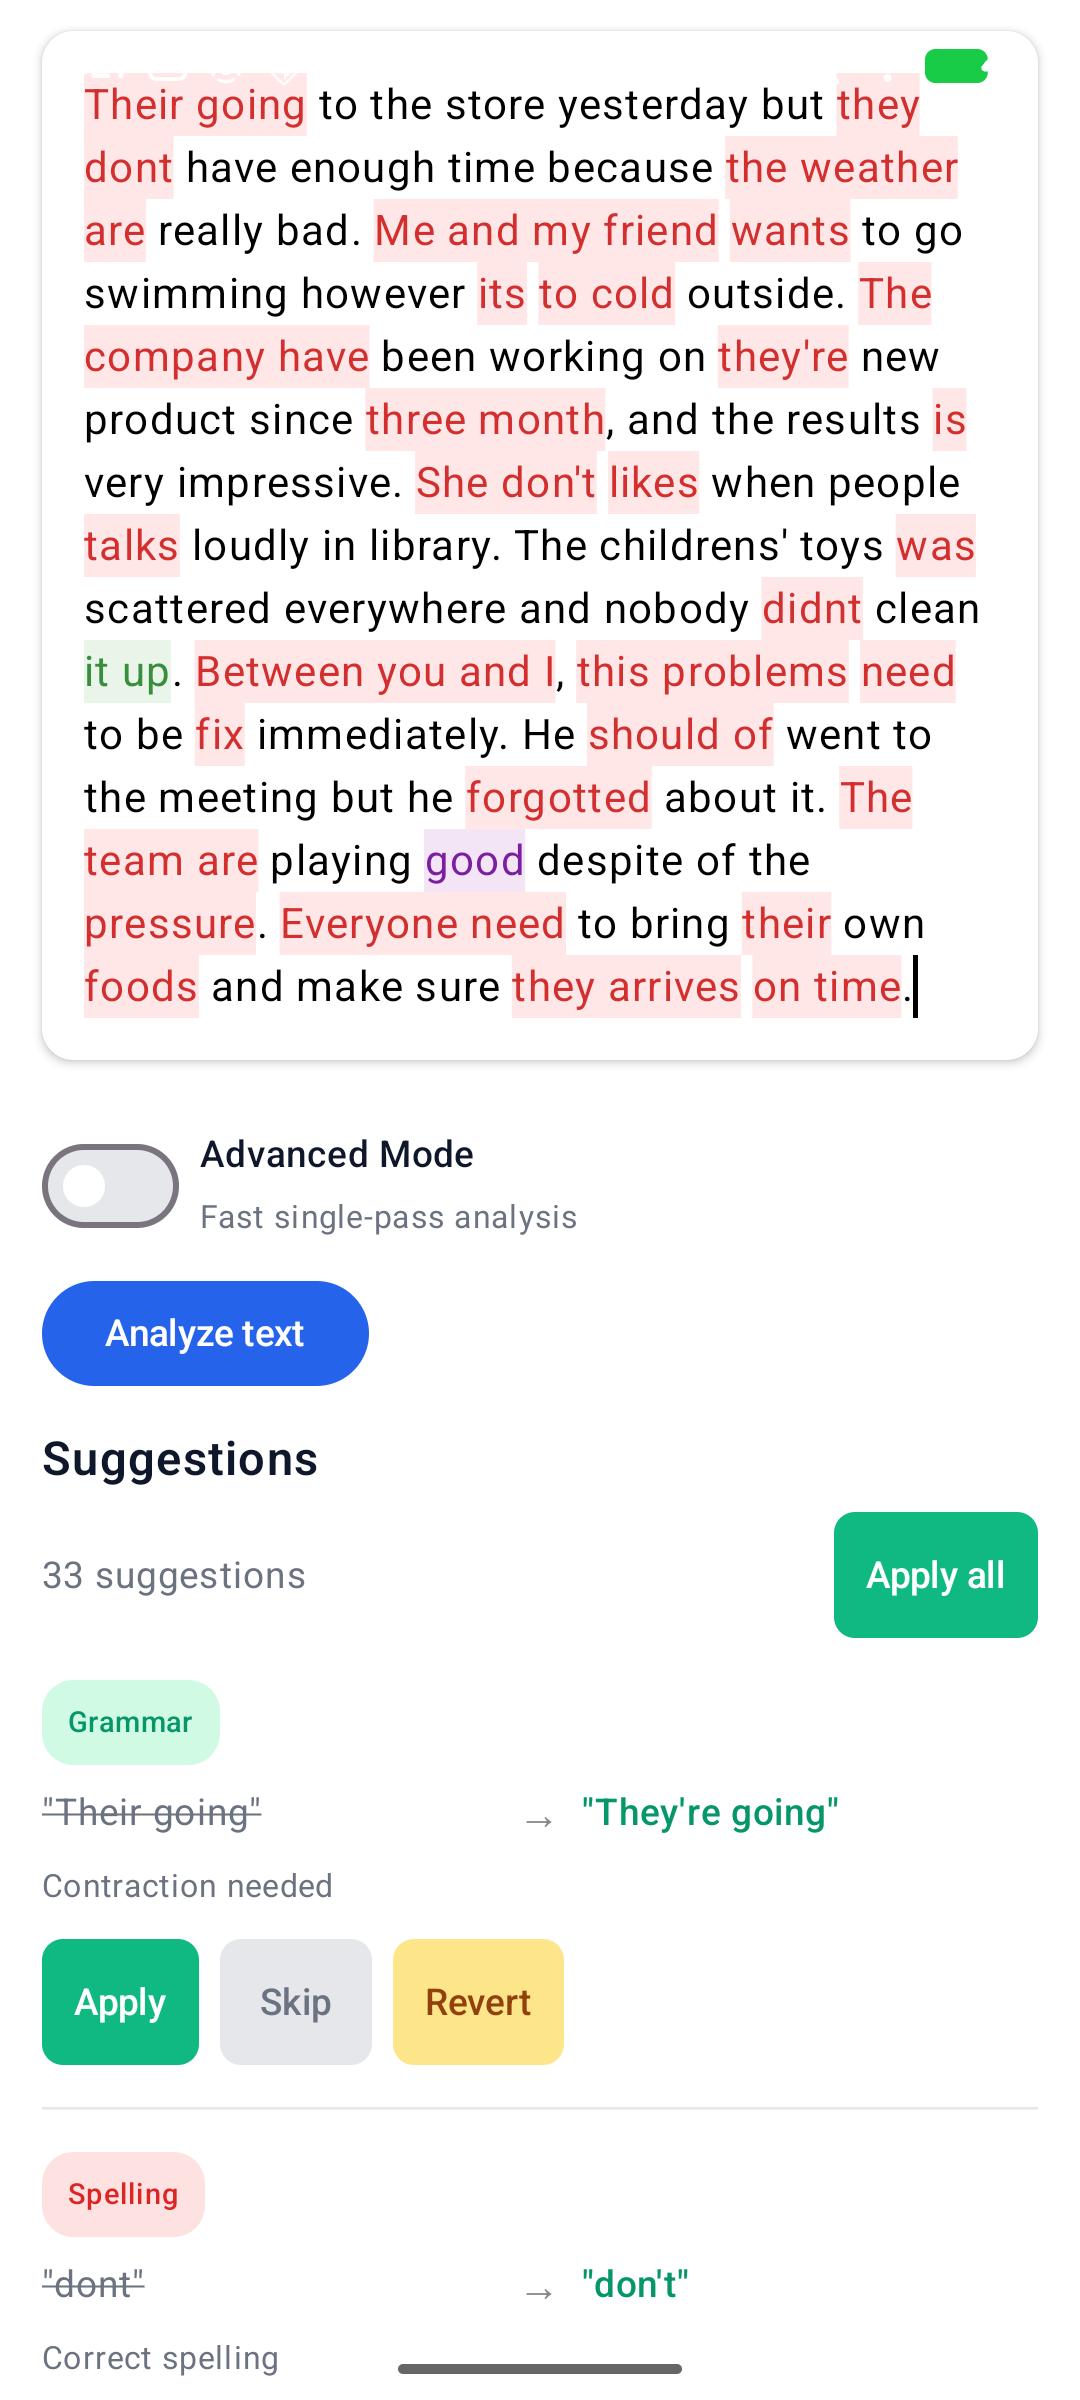 Their going to the store yesterday but they
dont have enough time because the weather
are really bad. Me and my friend wants to go
swimming however its to cold outside. The
company have been working on they're new
product since three month, and the results is
very impressive. She don't likes when people
talks loudly in library. The childrens' toys was
scattered everywhere and nobody didnt clean
it up. Between you and I, this problems need
to be fix immediately. He should of went to
the meeting but he forgotted about it. The
team are playing good despite of the
pressure. Everyone need to bring their own
foods and make sure they arrives on time.
Advanced Mode
Fast single-pass analysis
Analyze text
Suggestions
33 suggestions
Apply all
Grammar
"Their going" → "They're going"
Contraction needed
Apply Skip Revert
Spelling
"dont" → "don't"
Correct spelling